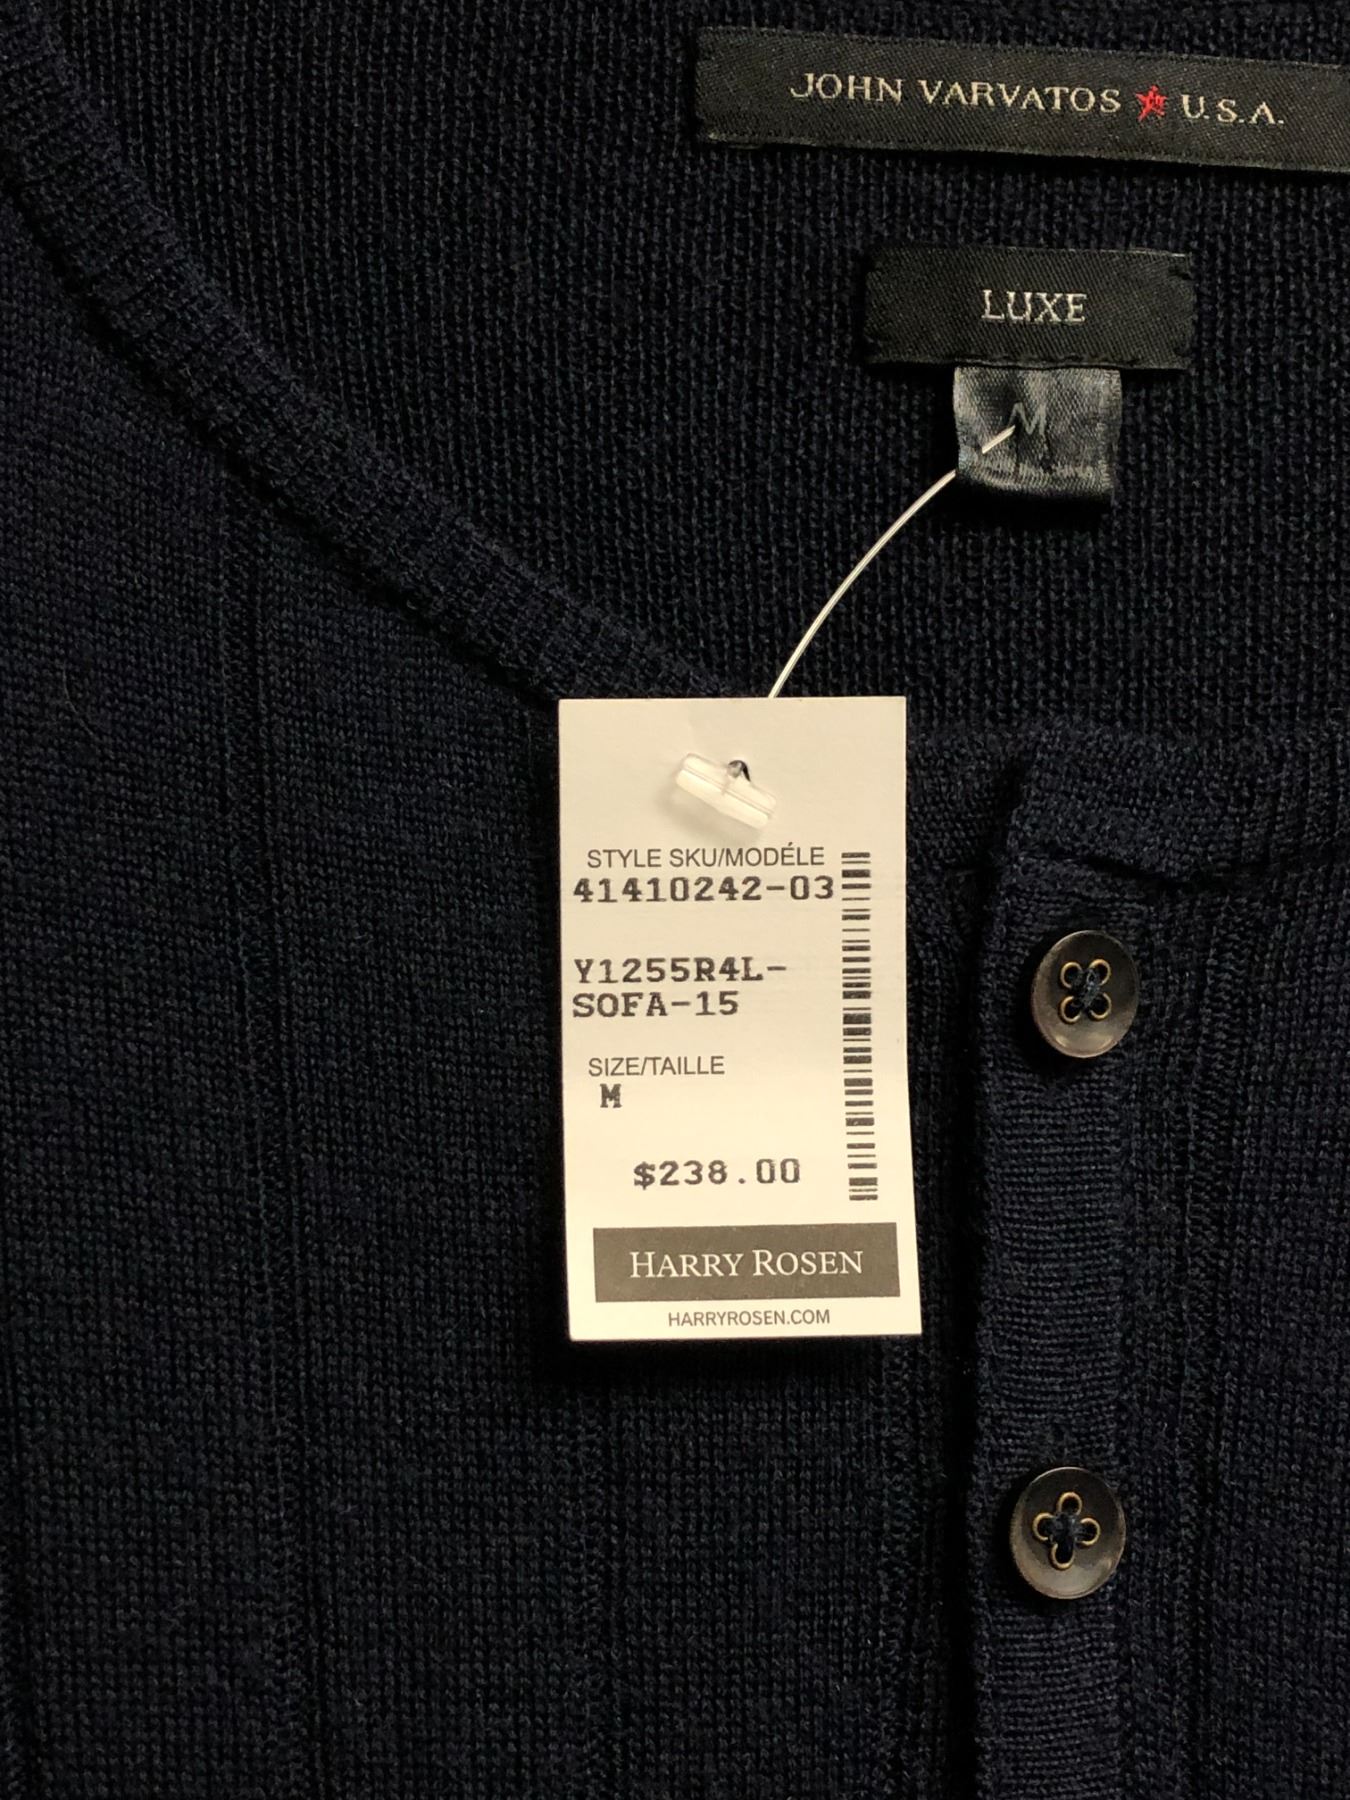 JOHN VARVATOS ★ U.S.A.
LUXE
M
STYLE SKU/MODÉLE
41410242-03
Y1255R4L-
SOFA-15
SIZE/TAILLE
M
$238.00
HARRY ROSEN
HARRYROSEN.COM